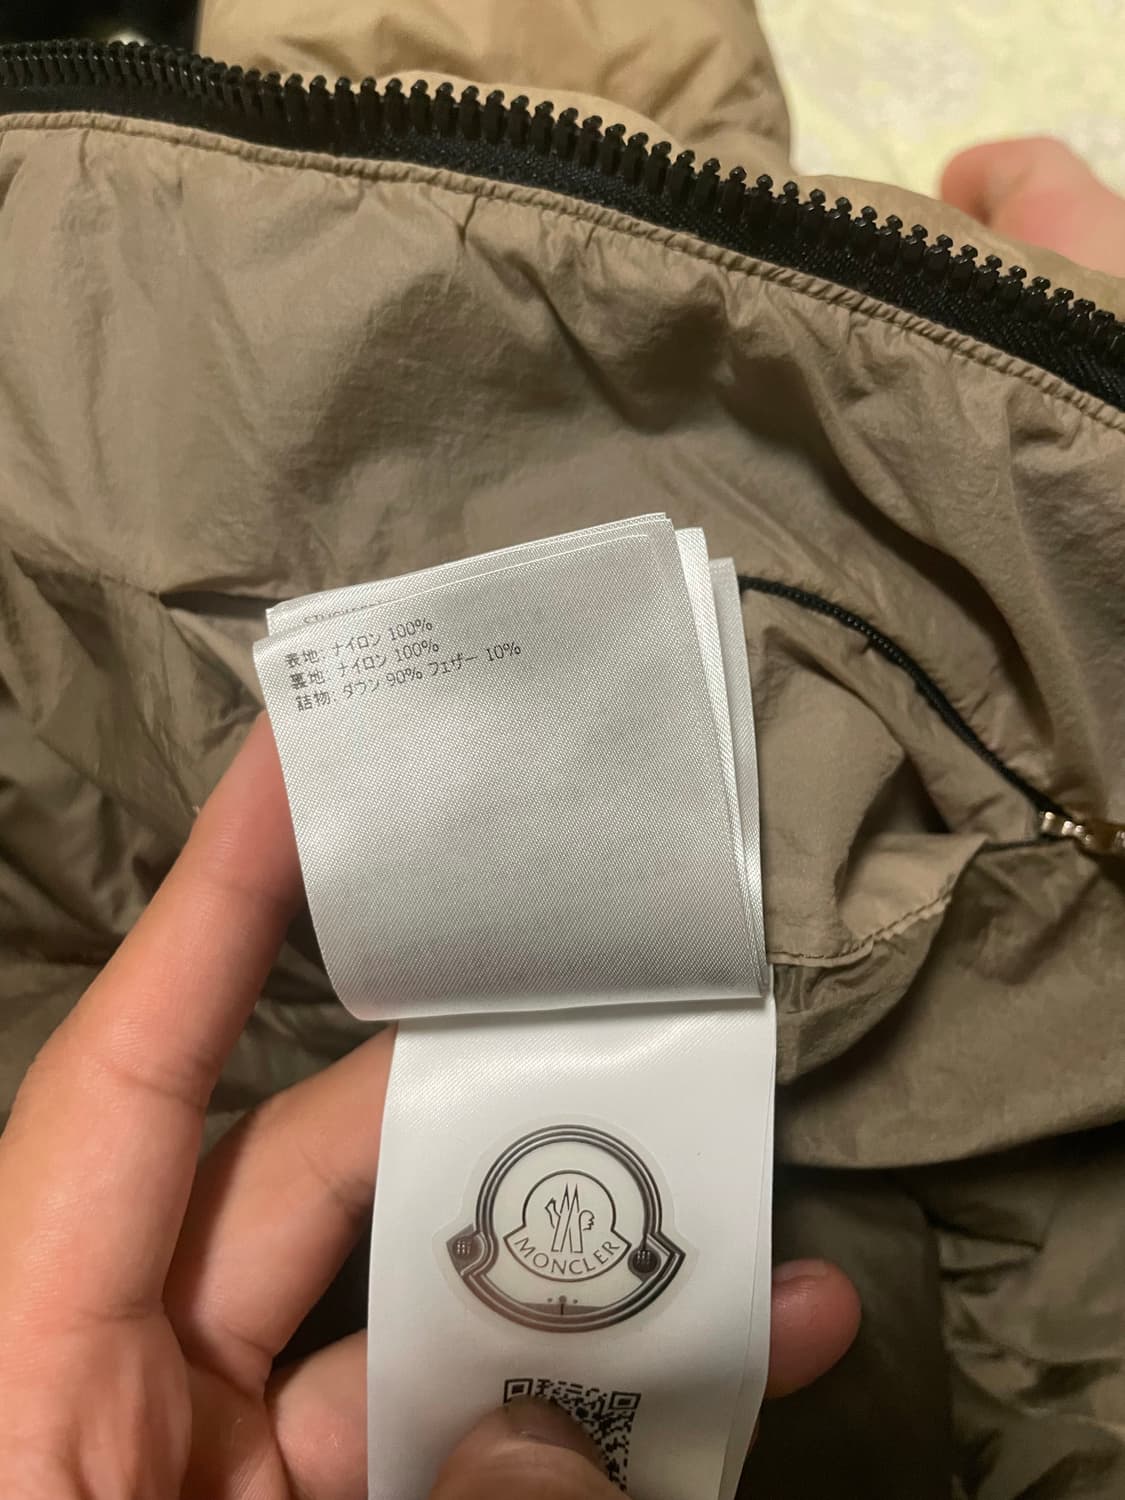 表地: ナイロン 100%
裏地: ナイロン 100%
詰物: ダウン 90% フェザー 10%
MONCLER